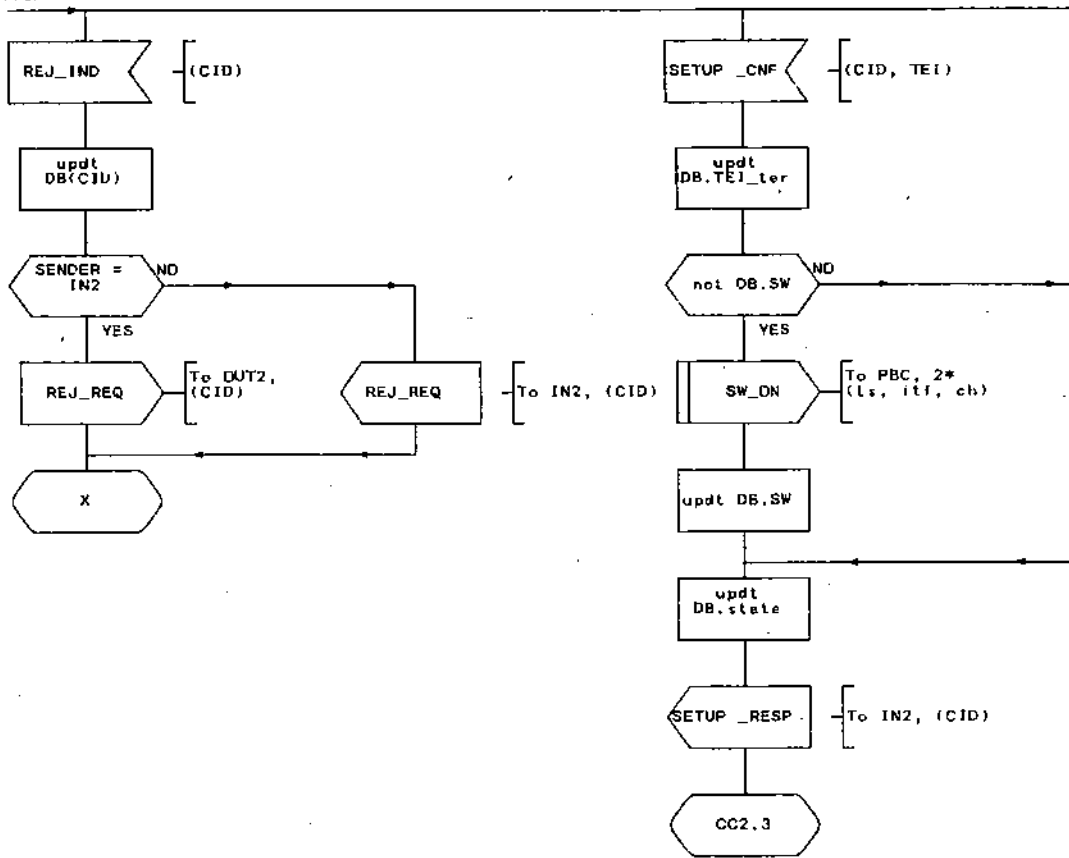 REJ_IND
(CID)
updt
DB(CID)
SENDER =
IN2
NO
YES
REJ_REQ
To OUT2,
(CID)
REJ_REQ
To IN2, (CID)
X
SETUP _CNF
(CID, TEI)
updt
DB.TEI_ter
not DB.SW
NO
YES
SW_ON
To PBC, 2*
(ts, itf, ch)
updt DB.SW
updt
DB.state
SETUP _RESP
To IN2, (CID)
CC2.3